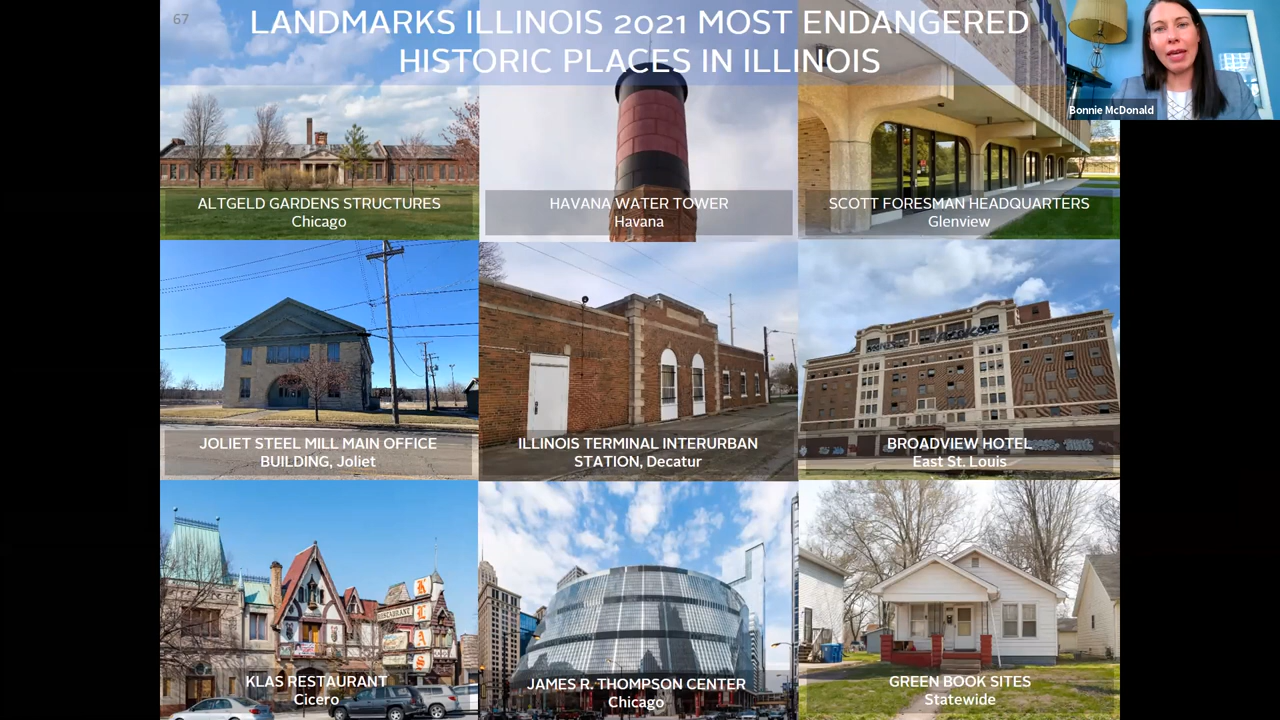 67
LANDMARKS ILLINOIS 2021 MOST ENDANGERED
HISTORIC PLACES IN ILLINOIS
Bonnie McDonald
ALTGELD GARDENS STRUCTURES
Chicago
HAVANA WATER TOWER
Havana
SCOTT FORESMAN HEADQUARTERS
Glenview
JOLIET STEEL MILL MAIN OFFICE
BUILDING, Joliet
ILLINOIS TERMINAL INTERURBAN
STATION, Decatur
BROADVIEW HOTEL
East St. Louis
RESTAURANT
KLAS
KLAS RESTAURANT
Cicero
JAMES R. THOMPSON CENTER
Chicago
GREEN BOOK SITES
Statewide